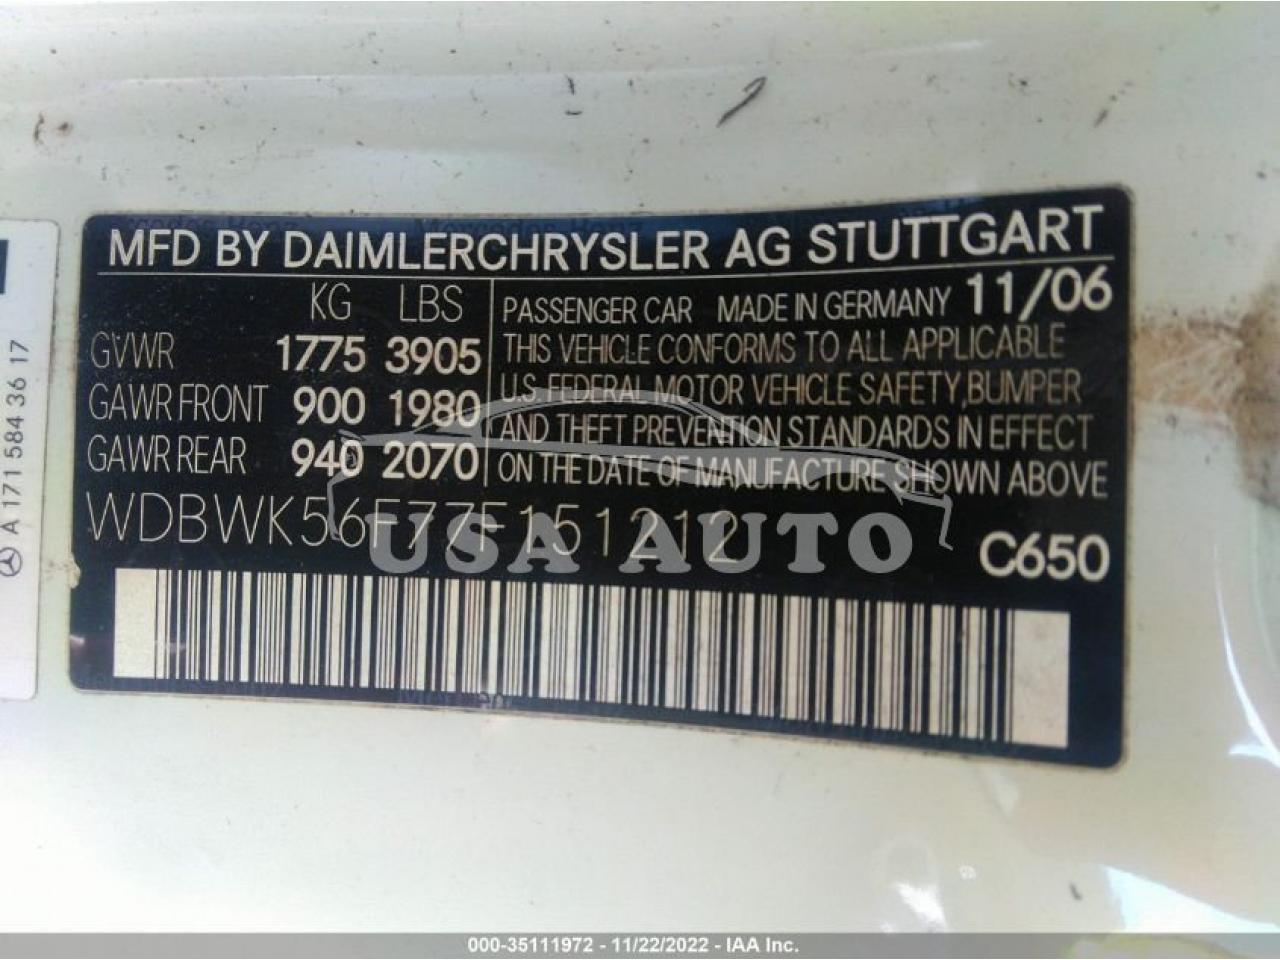 MFD BY DAIMLERCHRYSLER AG STUTTGART
KG LBS
GVWR 1775 3905
GAWR FRONT 900 1980
GAWR REAR 940 2070
PASSENGER CAR MADE IN GERMANY 11/06
THIS VEHICLE CONFORMS TO ALL APPLICABLE
U.S. FEDERAL MOTOR VEHICLE SAFETY, BUMPER
AND THEFT PREVENTION STANDARDS IN EFFECT
ON THE DATE OF MANUFACTURE SHOWN ABOVE
WDBWK56F77F151212
C650
USA AUTO
A 171 584 36 17
000-35111972 - 11/22/2022 - IAA Inc.